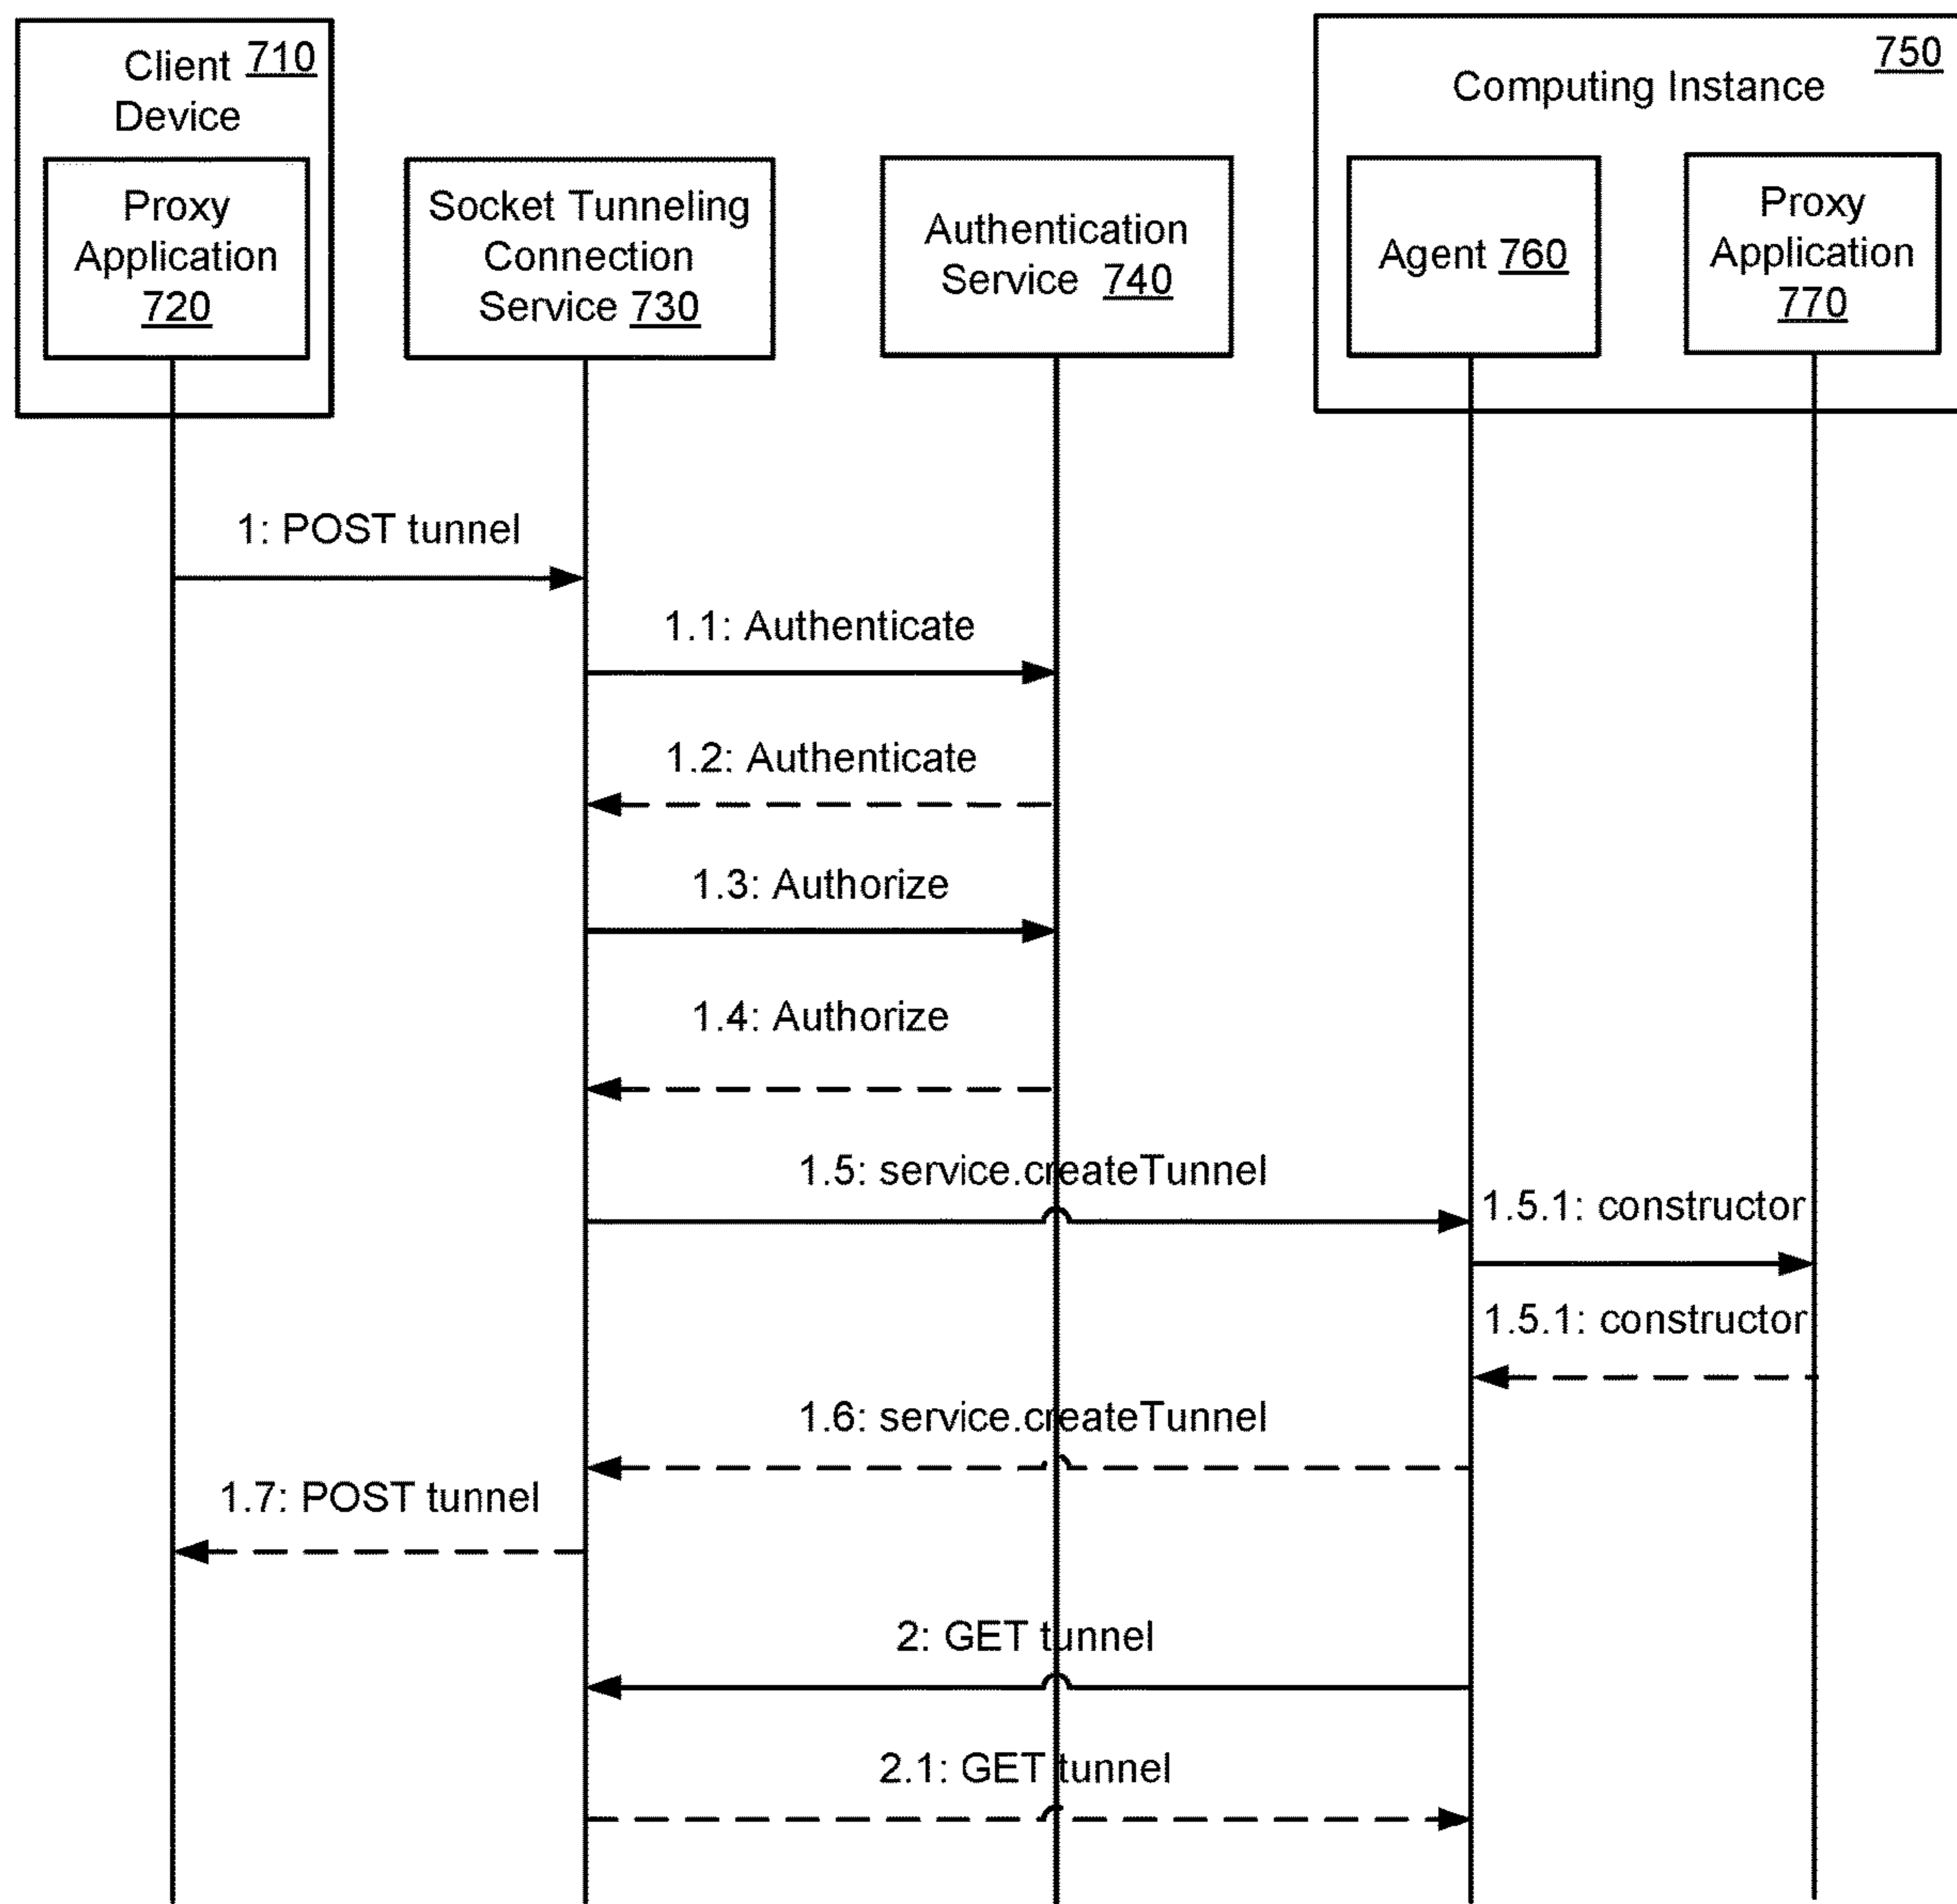 Client 710
Device
750
Computing Instance
Proxy
Application
720
Socket Tunneling
Connection
Service 730
Authentication
Service 740
Agent 760
Proxy
Application
770
1: POST tunnel
1.1: Authenticate
1.2: Authenticate
1.3: Authorize
1.4: Authorize
1.5: service.createTunnel
1.5.1: constructor
1.5.1: constructor
1.6: service.createTunnel
1.7: POST tunnel
2: GET tunnel
2.1: GET tunnel